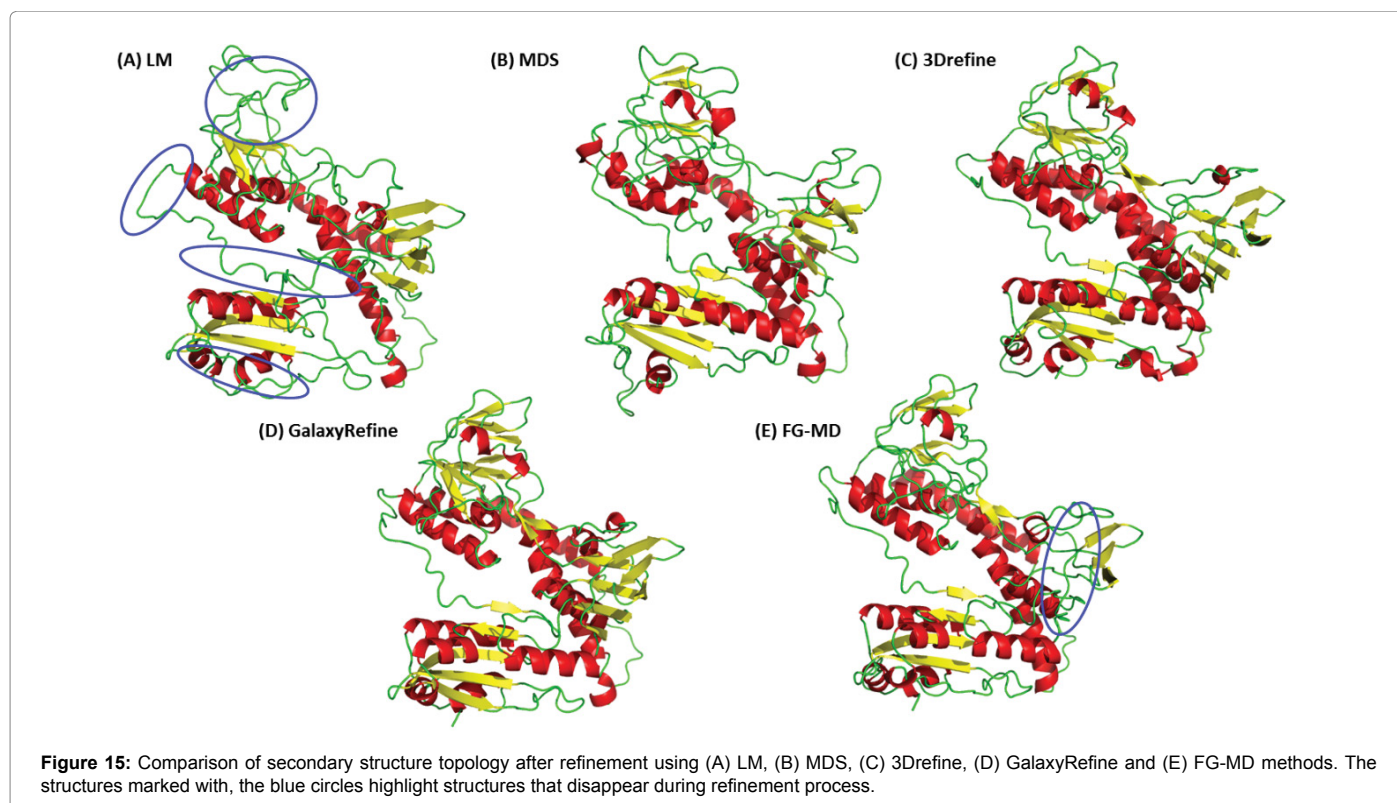 (A) LM
(B) MDS
(C) 3Drefine
(D) GalaxyRefine
(E) FG-MD
Figure 15: Comparison of secondary structure topology after refinement using (A) LM, (B) MDS, (C) 3Drefine, (D) GalaxyRefine and (E) FG-MD methods. The
structures marked with, the blue circles highlight structures that disappear during refinement process.